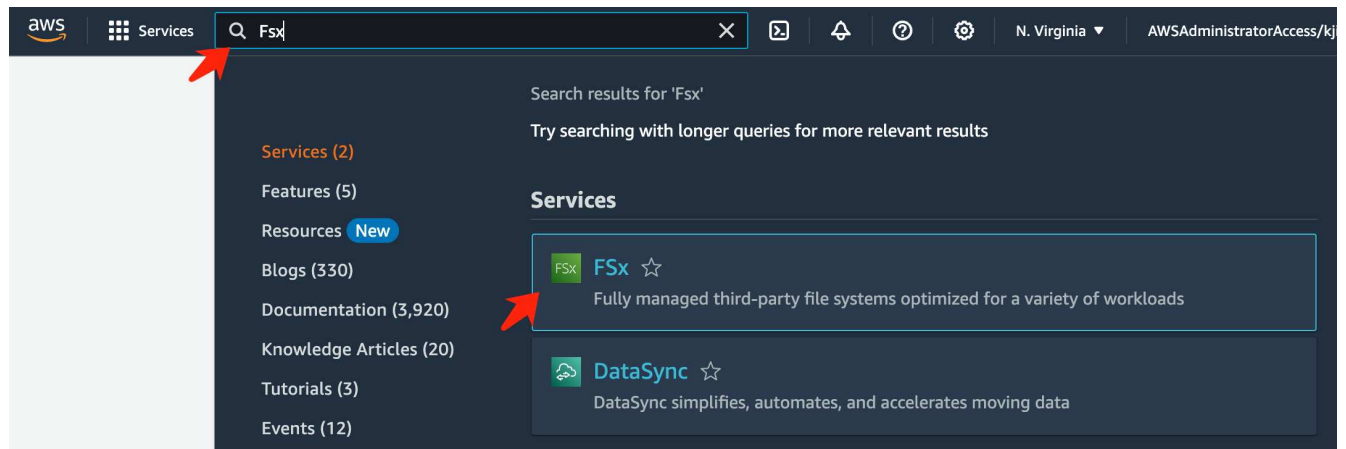 aws
Services
Fsx
N. Virginia
AWSAdministratorAccess/kji
Search results for 'Fsx'
Try searching with longer queries for more relevant results
Services (2)
Features (5)
Resources New
Blogs (330)
Documentation (3,920)
Knowledge Articles (20)
Tutorials (3)
Events (12)
Services
FSx FSx
Fully managed third-party file systems optimized for a variety of workloads
DataSync
DataSync simplifies, automates, and accelerates moving data